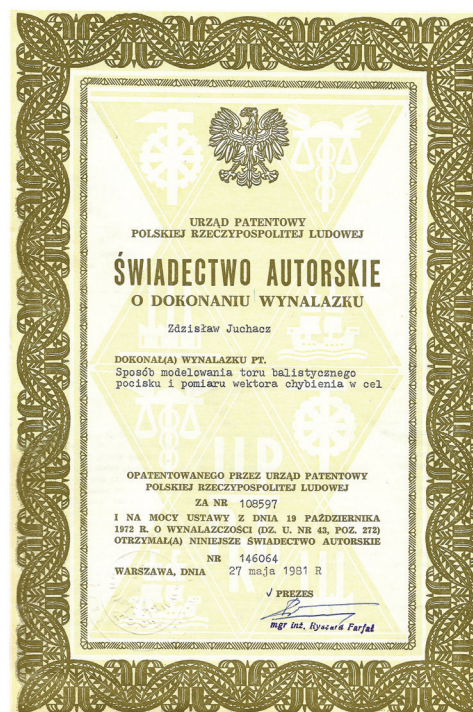 URZĄD PATENTOWY
POLSKIEJ RZECZYPOSPOLITEJ LUDOWEJ
ŚWIADECTWO AUTORSKIE
O DOKONANIU WYNALAZKU
Zdzisław Juchacz
DOKONAŁ(A) WYNALAZKU PT.
Sposób modelowania toru balistycznego
pocisku i pomiaru wektora chybienia w cel
OPATENTOWANEGO PRZEZ URZĄD PATENTOWY
POLSKIEJ RZECZYPOSPOLITEJ LUDOWEJ
ZA NR 108597
I NA MOCY USTAWY Z DNIA 19 PAŹDZIERNIKA
1972 R. O WYNALAZCZOŚCI (DZ. U. NR 43, POZ. 272)
OTRZYMAŁ(A) NINIEJSZE ŚWIADECTWO AUTORSKIE
NR 146064
WARSZAWA, DNIA 27 maja 1981 R
PREZES
mgr inż. Ryszard Farfał